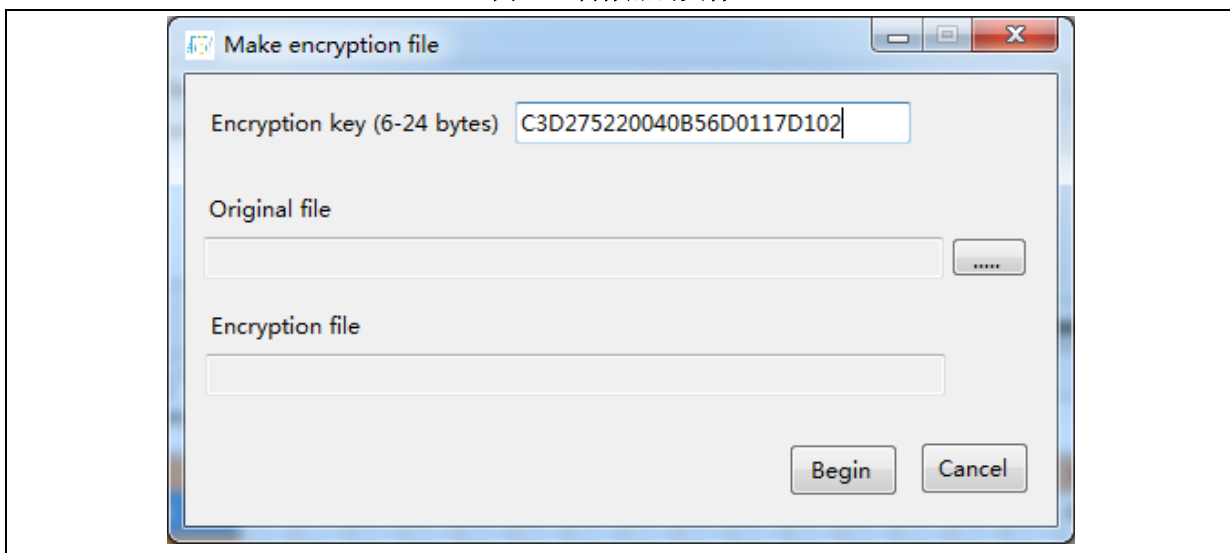 Make encryption file
Encryption key (6-24 bytes) C3D275220040B56D0117D102
Original file
.....
Encryption file
Begin Cancel